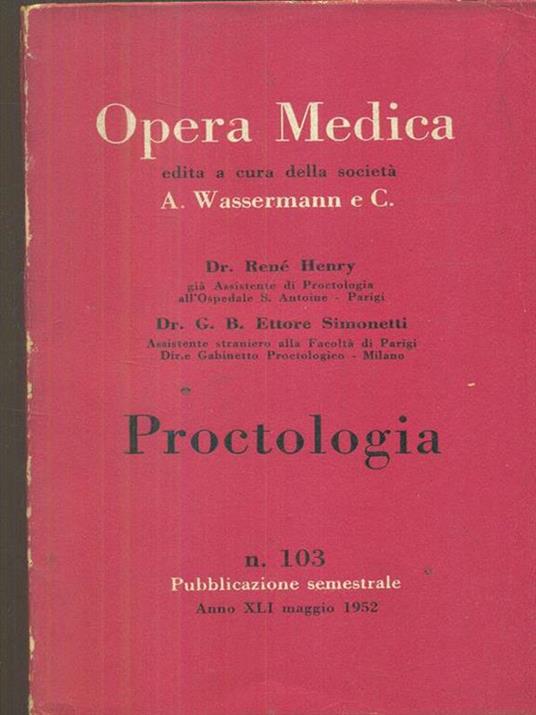 Opera Medica
edita a cura della società
A. Wassermann e C.
Dr. René Henry
già Assistente di Proctologia
all'Ospedale S. Antoine - Parigi
Dr. G. B. Ettore Simonetti
Assistente straniero alla Facoltà di Parigi
Dir.e Gabinetto Proctologico - Milano
Proctologia
n. 103
Pubblicazione semestrale
Anno XLI maggio 1952